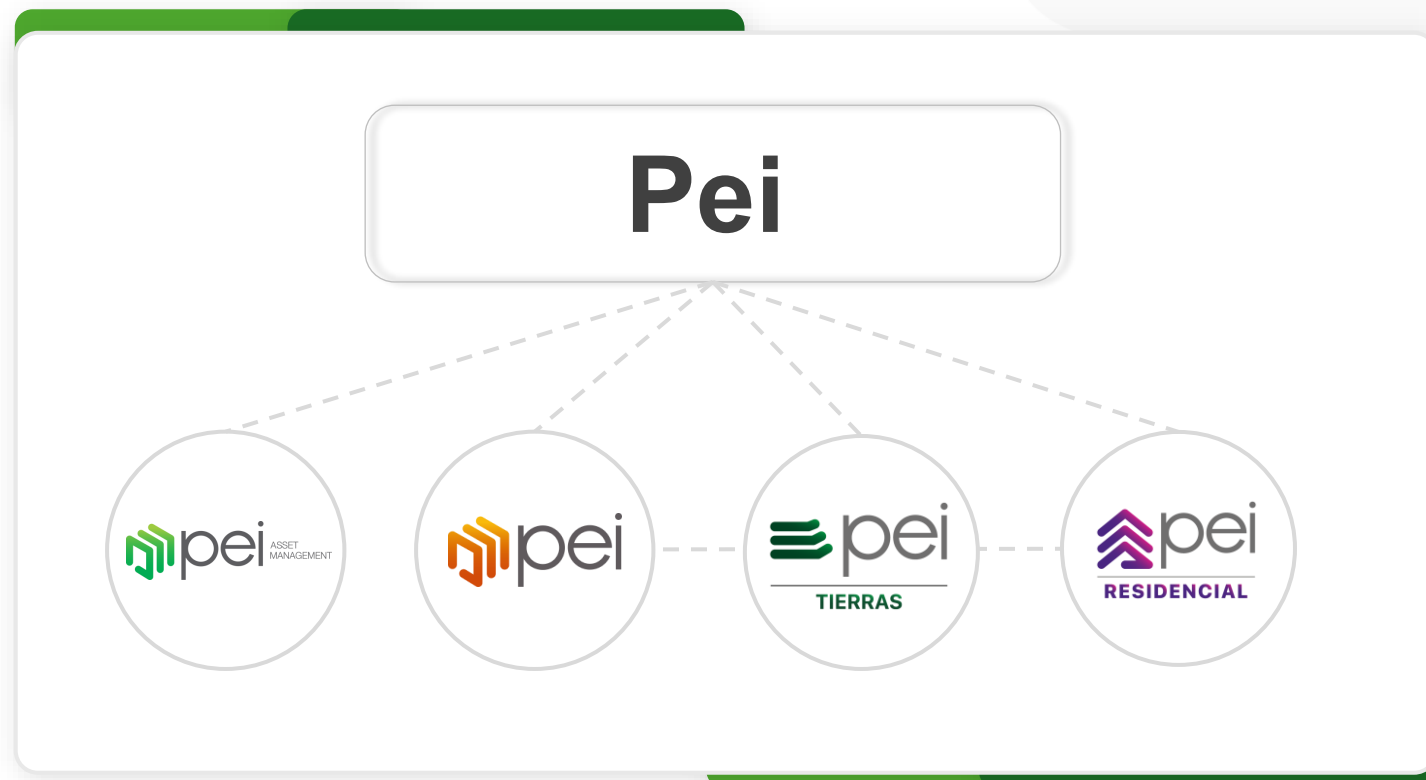 Pei
pei ASSET
MANAGEMENT
pei
pei
TIERRAS
pei
RESIDENCIAL